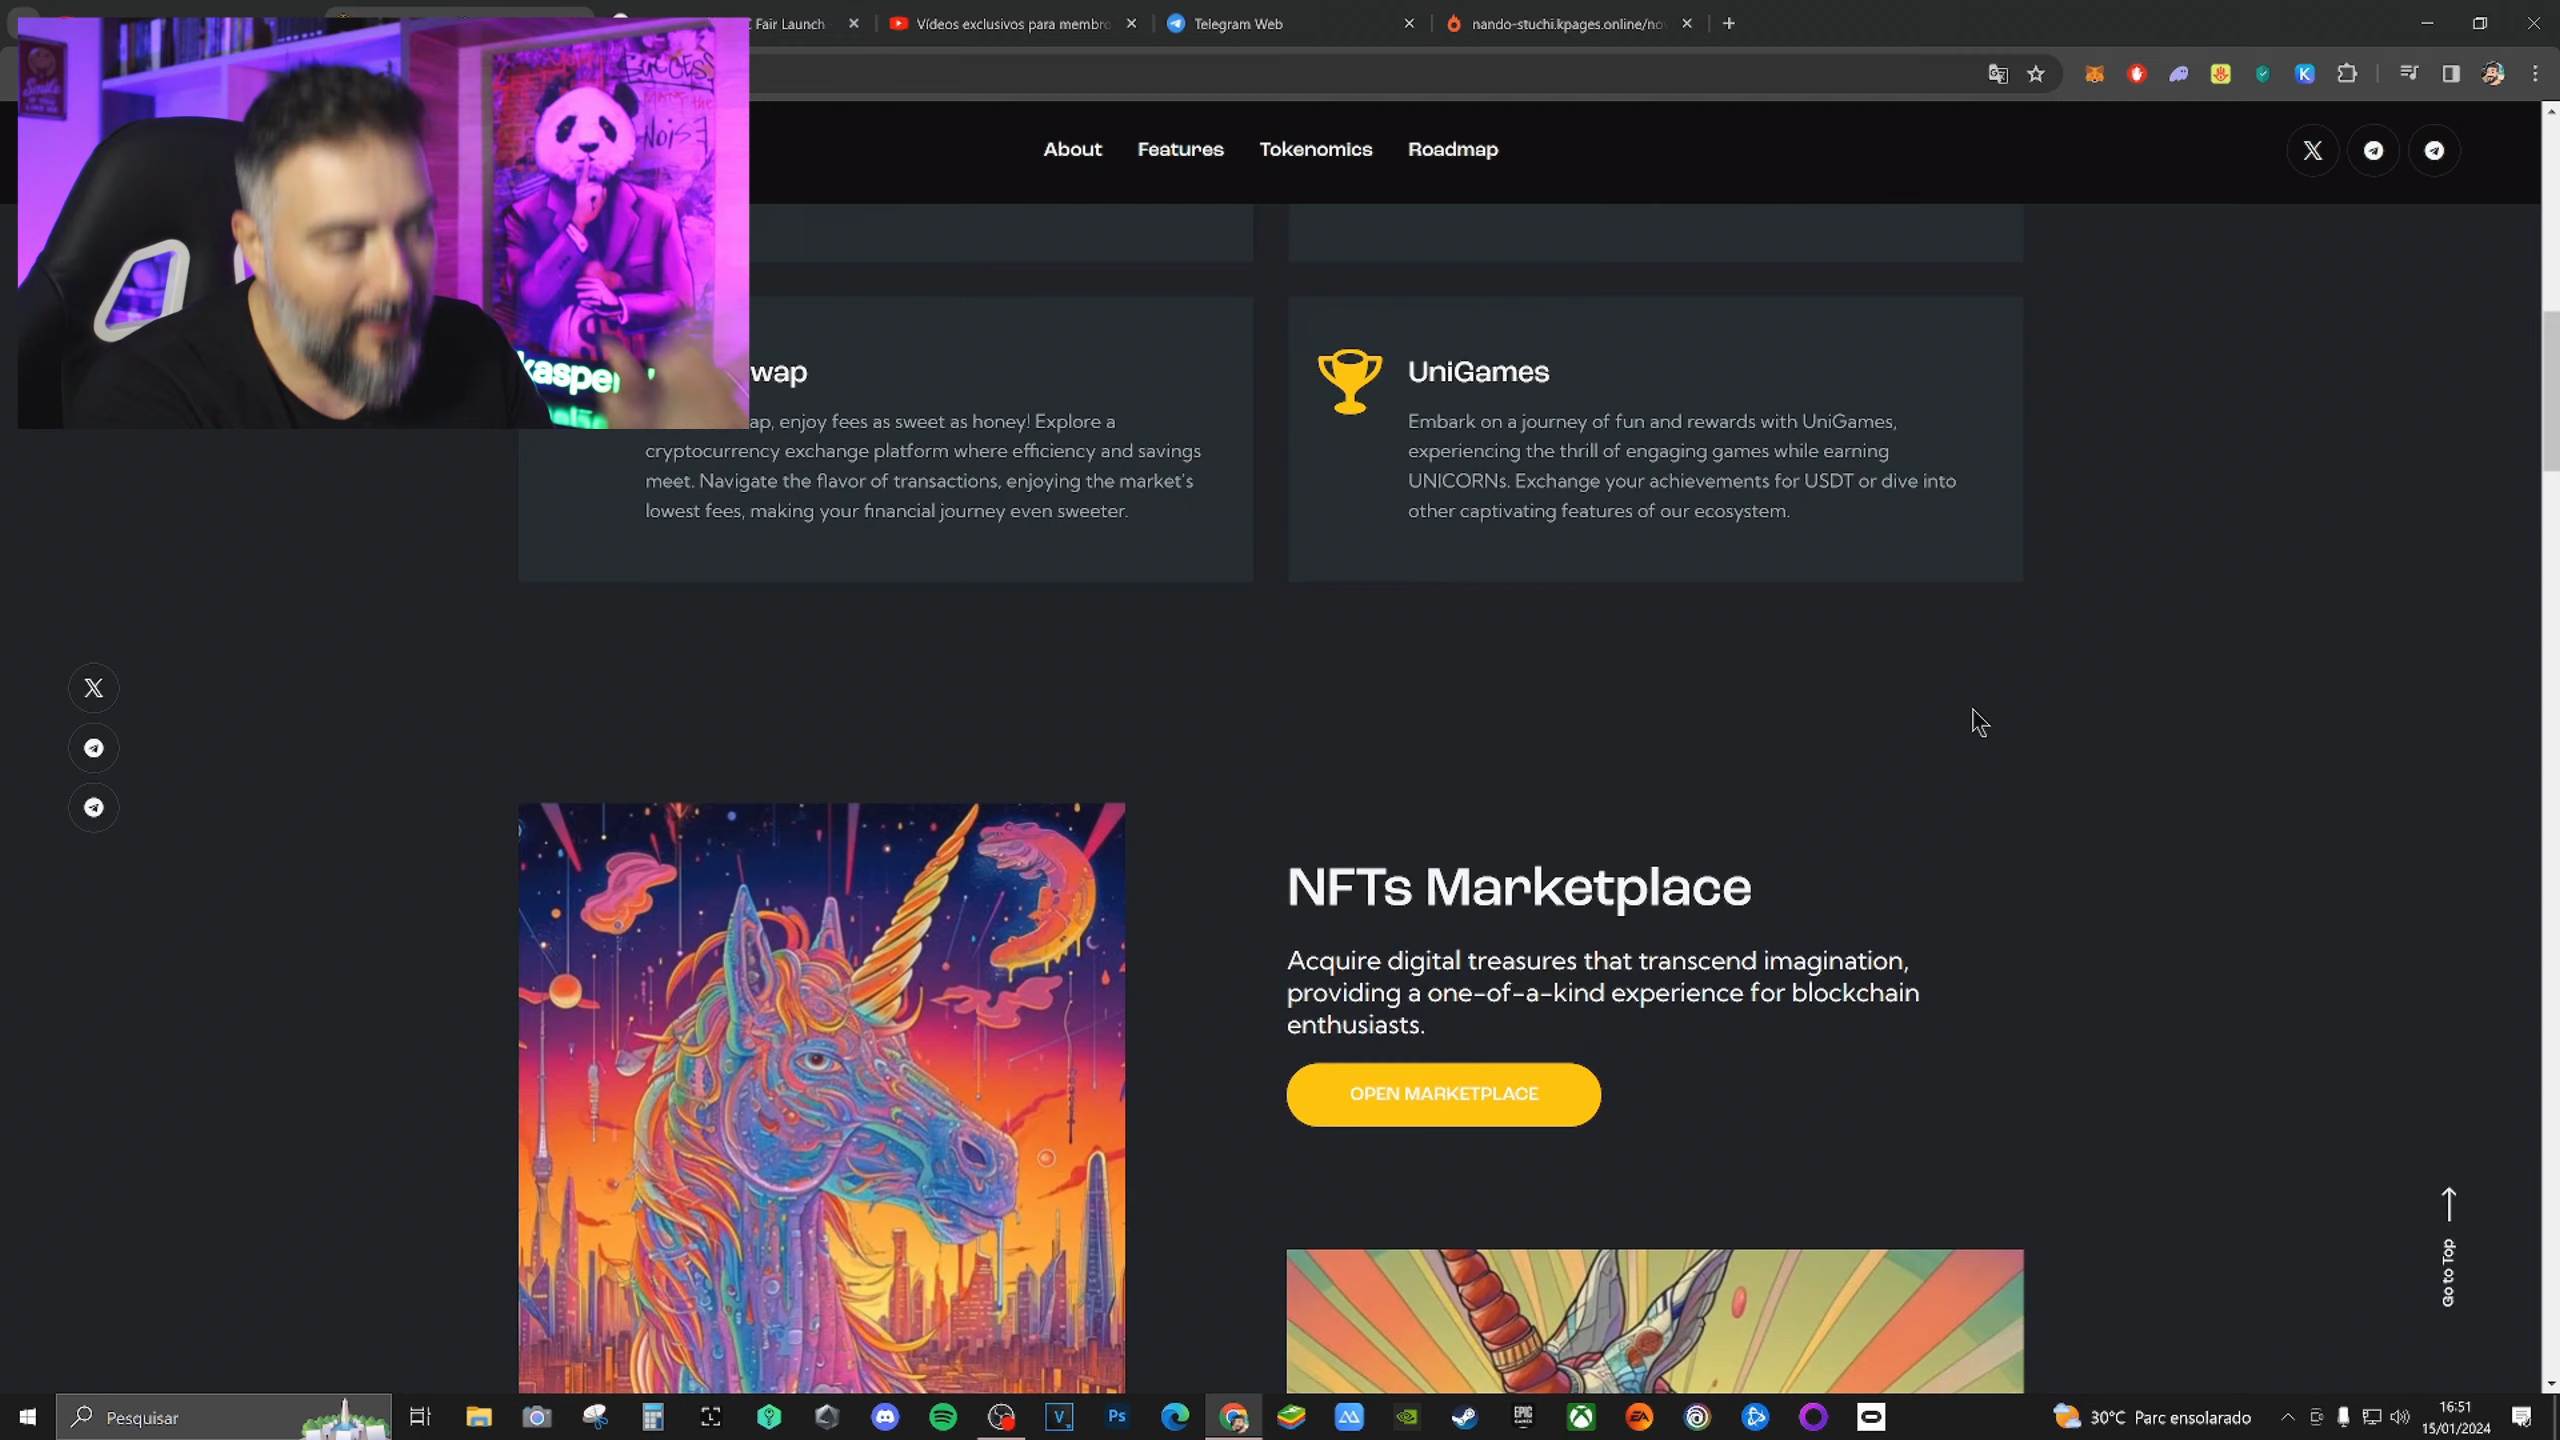 Fair Launch
Vídeos exclusivos para membro
Telegram Web
nando-stuchi.kpages.online/no
About
Features
Tokenomics
Roadmap
SUCCESS
NOISE
Smile
kasper
wap
ap, enjoy fees as sweet as honey! Explore a
cryptocurrency exchange platform where efficiency and savings
meet. Navigate the flavor of transactions, enjoying the market's
lowest fees, making your financial journey even sweeter.
UniGames
Embark on a journey of fun and rewards with UniGames,
experiencing the thrill of engaging games while earning
UNICORNs. Exchange your achievements for USDT or dive into
other captivating features of our ecosystem.
NFTs Marketplace
Acquire digital treasures that transcend imagination,
providing a one-of-a-kind experience for blockchain
enthusiasts.
OPEN MARKETPLACE
Go to Top
Pesquisar
30°C Parc ensolarado
16:51
15/01/2024